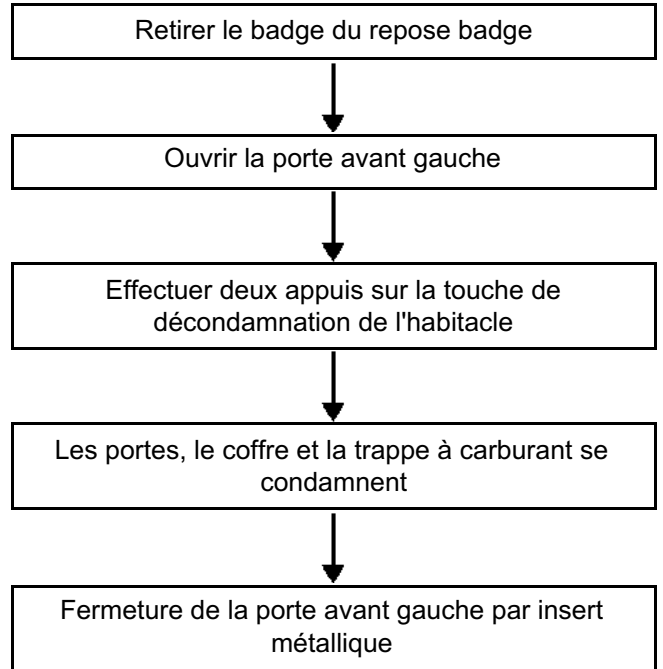 Retirer le badge du repose badge
Ouvrir la porte avant gauche
Effectuer deux appuis sur la touche de
décondamnation de l'habitacle
Les portes, le coffre et la trappe à carburant se
condamnent
Fermeture de la porte avant gauche par insert
métallique